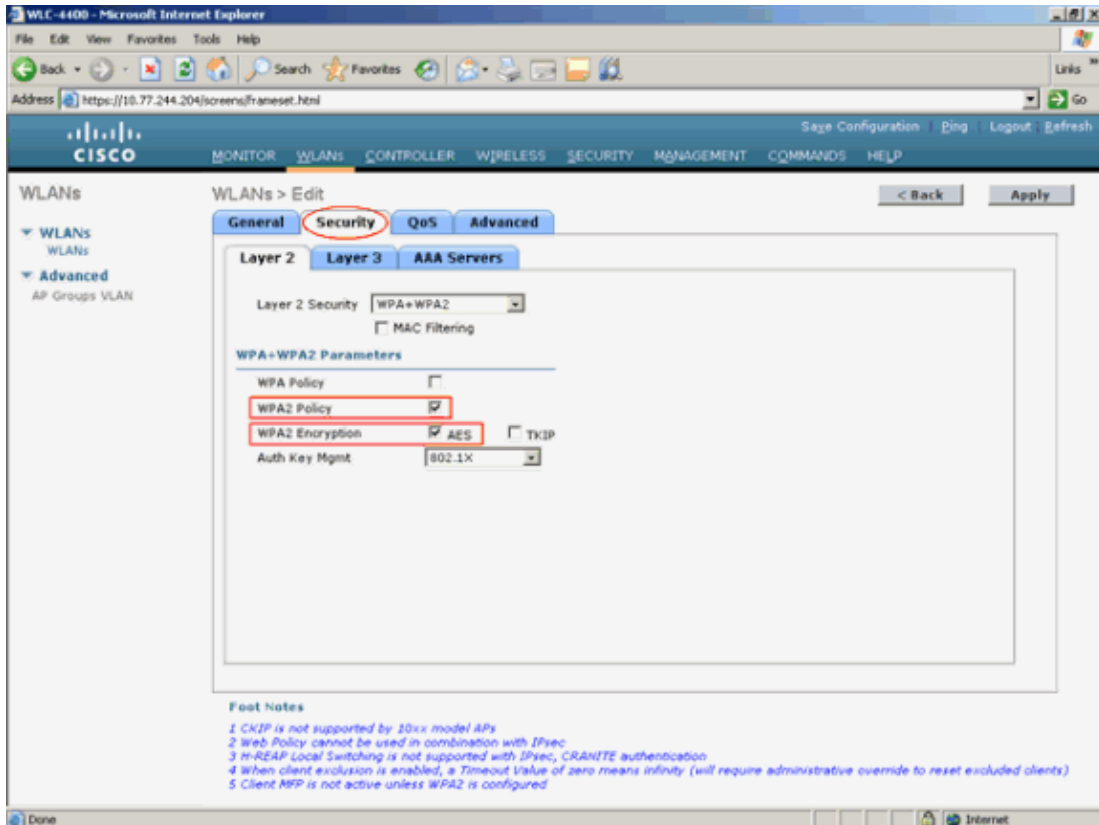 WLC-4400 - Microsoft Internet Explorer
File Edit View Favorites Tools Help
Back Search Favorites Links
Address https://10.77.244.204/screens/frameset.html Go
Save Configuration Ping Logout Refresh
CISCO MONITOR WLANs CONTROLLER WIRELESS SECURITY MANAGEMENT COMMANDS HELP
WLANs
WLANs
WLANs
Advanced
AP Groups VLAN
WLANs > Edit
< Back Apply
General Security QoS Advanced
Layer 2 Layer 3 AAA Servers
Layer 2 Security WPA+WPA2
MAC Filtering
WPA+WPA2 Parameters
WPA Policy
WPA2 Policy
WPA2 Encryption AES TKIP
Auth Key Mgmt 802.1X
Foot Notes
1 CKIP is not supported by 10xx model APs
2 Web Policy cannot be used in combination with IPsec
3 H-REAP Local Switching is not supported with IPsec, CRANITE authentication
4 When client exclusion is enabled, a Timeout Value of zero means infinity (will require administrative override to reset excluded clients)
5 Client MFP is not active unless WPA2 is configured
Done Internet